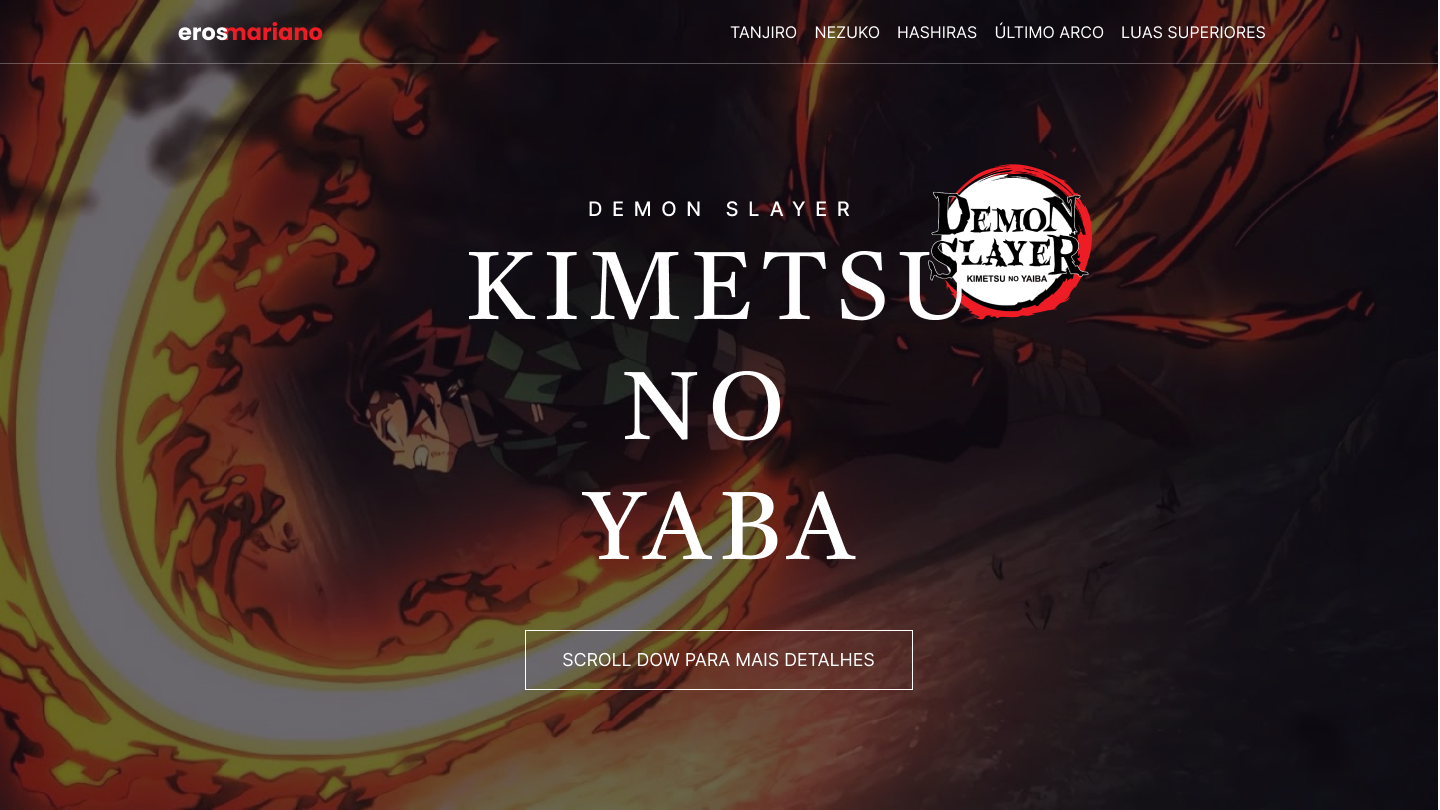 erosmariano
TANJIRO NEZUKO HASHIRAS ÚLTIMO ARCO LUAS SUPERIORES
DEMON SLAYER
DEMON
SLAYER
KIMETSU NO YAIBA
KIMETSU
NO
YABA
SCROLL DOW PARA MAIS DETALHES